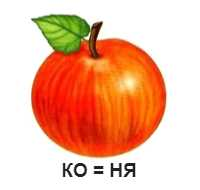 КО = НЯ